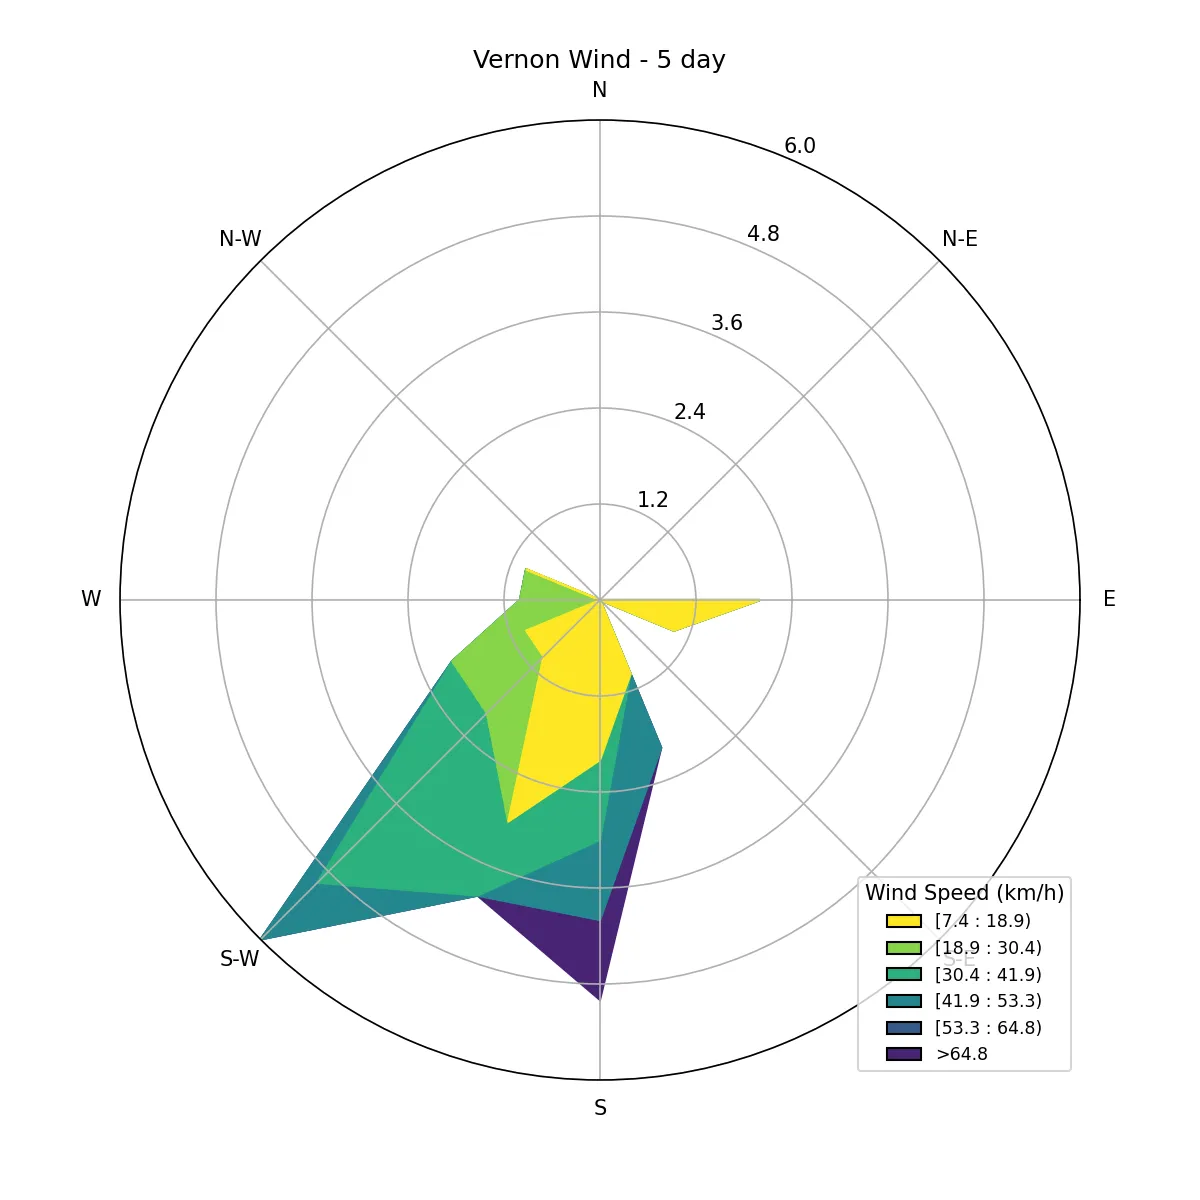 Vernon Wind - 5 day
N
6.0
N-W
N-E
4.8
3.6
2.4
1.2
W
E
S-W
S-E
S
Wind Speed (km/h)
[7.4 : 18.9)
[18.9 : 30.4)
[30.4 : 41.9)
[41.9 : 53.3)
[53.3 : 64.8)
>64.8